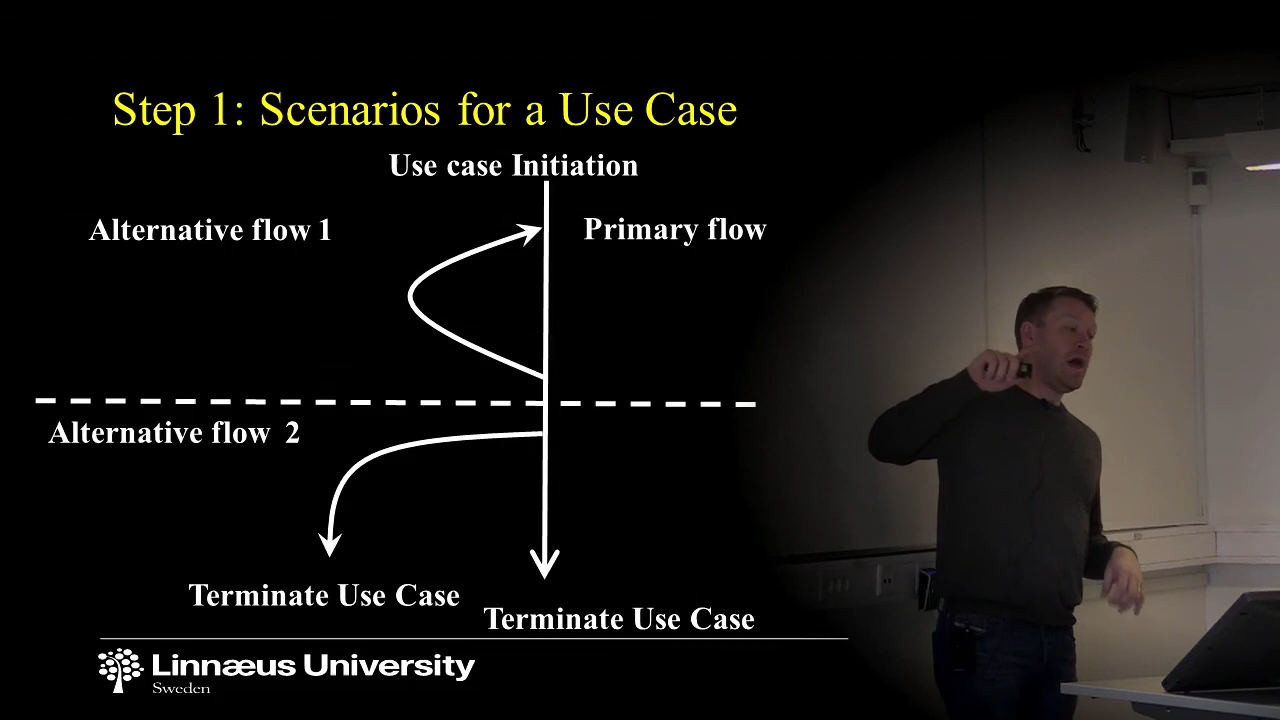 Step 1: Scenarios for a Use Case
Use case Initiation
Alternative flow 1
Primary flow
Alternative flow 2
Terminate Use Case
Terminate Use Case
Linnæus University
Sweden